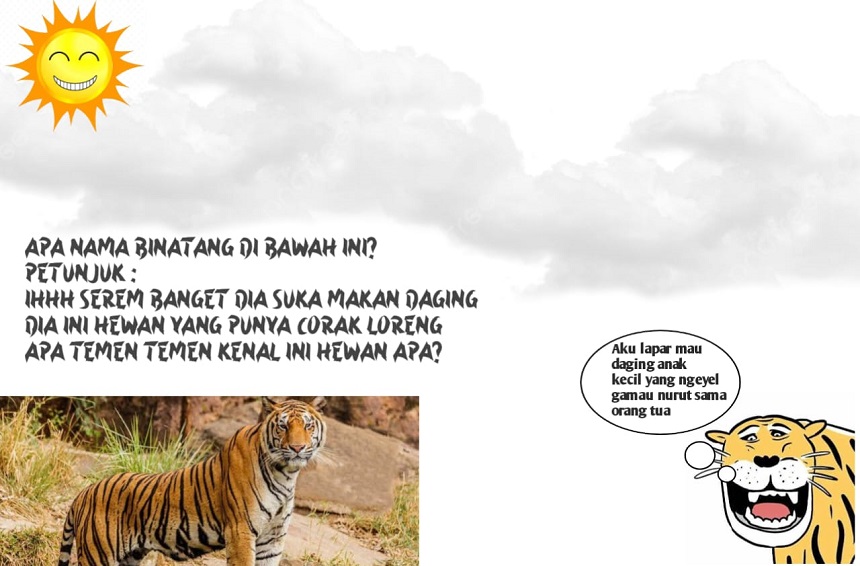 APA NAMA BINATANG DI BAWAH INI?
PETUNJUK :
IHHH SEREM BANGET DIA SUKA MAKAN DAGING
DIA INI HEWAN YANG PUNYA CORAK LORENG
APA TEMEN TEMEN KENAL INI HEWAN APA?
Aku lapar mau
daging anak
kecil yang ngeyel
gamau nurut sama
orang tua